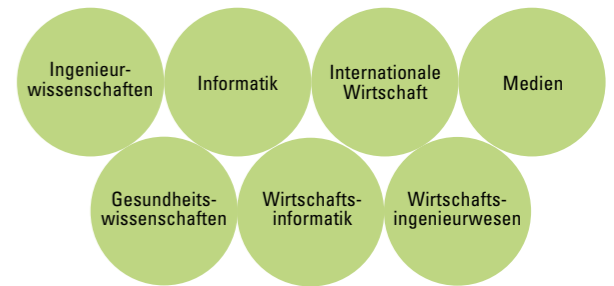 Ingenieur-
wissenschaften
Informatik
Internationale
Wirtschaft
Medien
Gesundheits-
wissenschaften
Wirtschafts-
informatik
Wirtschafts-
ingenieurwesen